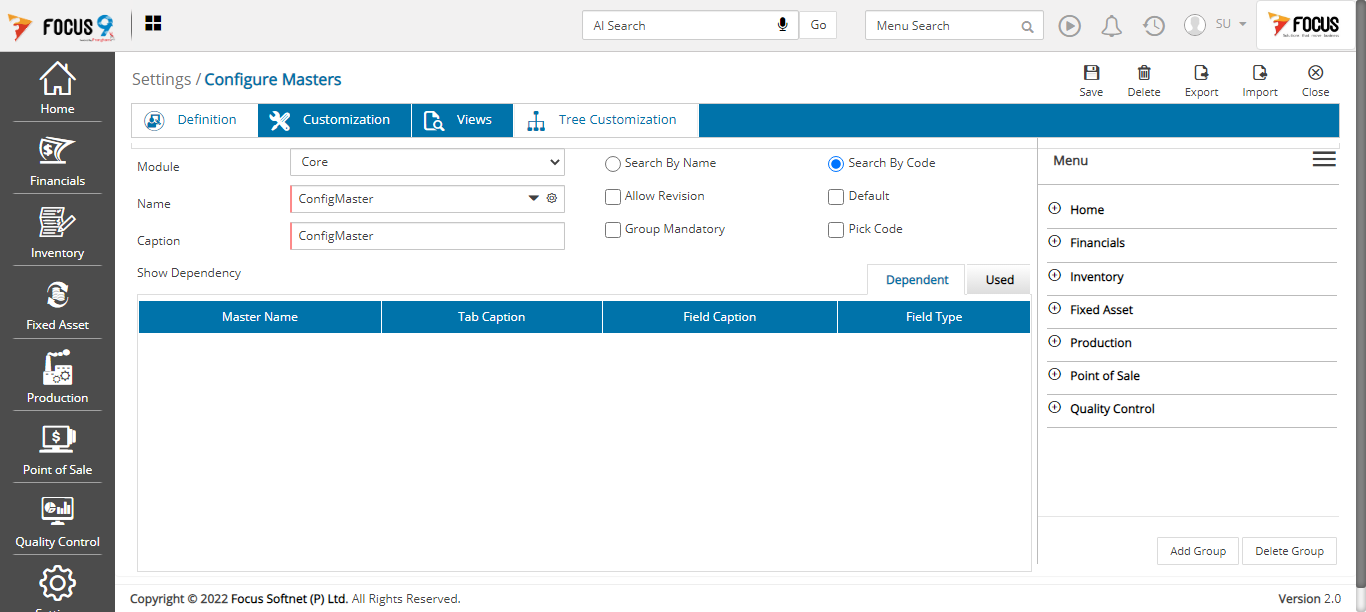 FOCUS 9
AI Search
Go
Menu Search
SU
FOCUS
Home
Financials
Inventory
Fixed Asset
Production
Point of Sale
Quality Control
Settings / Configure Masters
Save
Delete
Export
Import
Close
Definition
Customization
Views
Tree Customization
Module
Core
Search By Name
Search By Code
Name
ConfigMaster
Allow Revision
Default
Caption
ConfigMaster
Group Mandatory
Pick Code
Show Dependency
Dependent
Used
Master Name
Tab Caption
Field Caption
Field Type
Menu
Home
Financials
Inventory
Fixed Asset
Production
Point of Sale
Quality Control
Add Group
Delete Group
Copyright © 2022 Focus Softnet (P) Ltd. All Rights Reserved.
Version 2.0